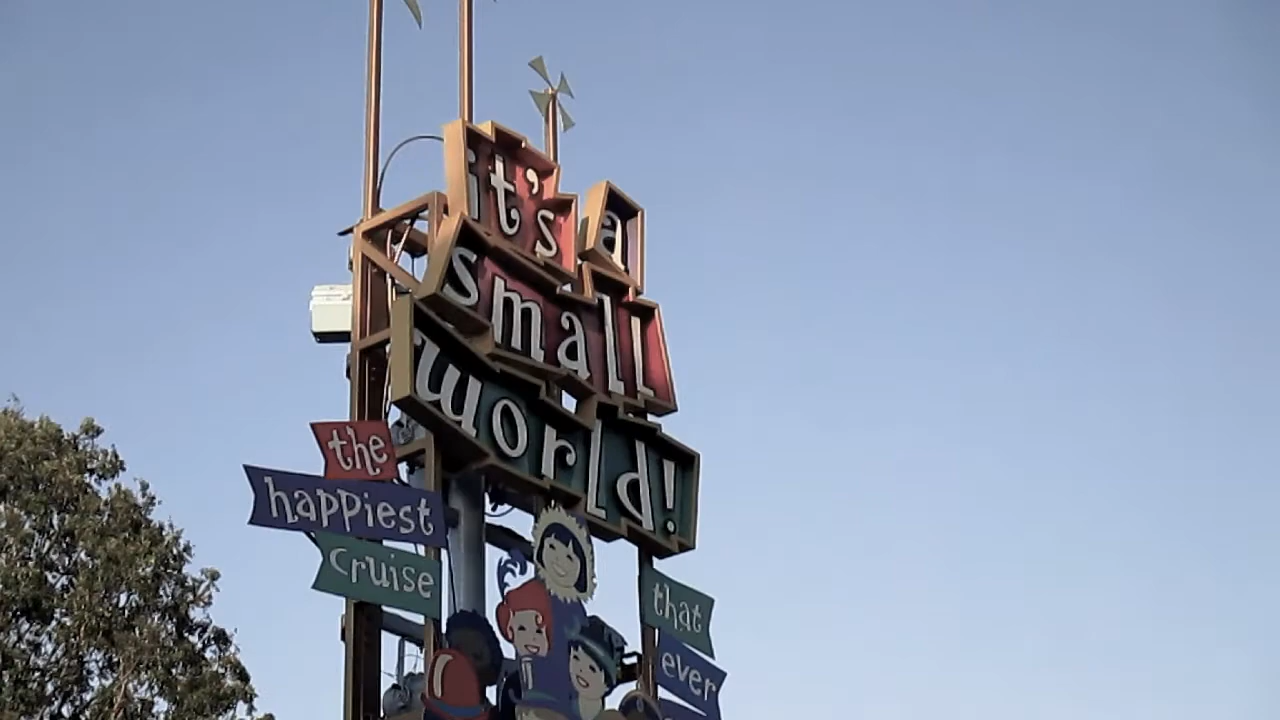 it's a
small
world!
the
happiest
cruise
that
ever